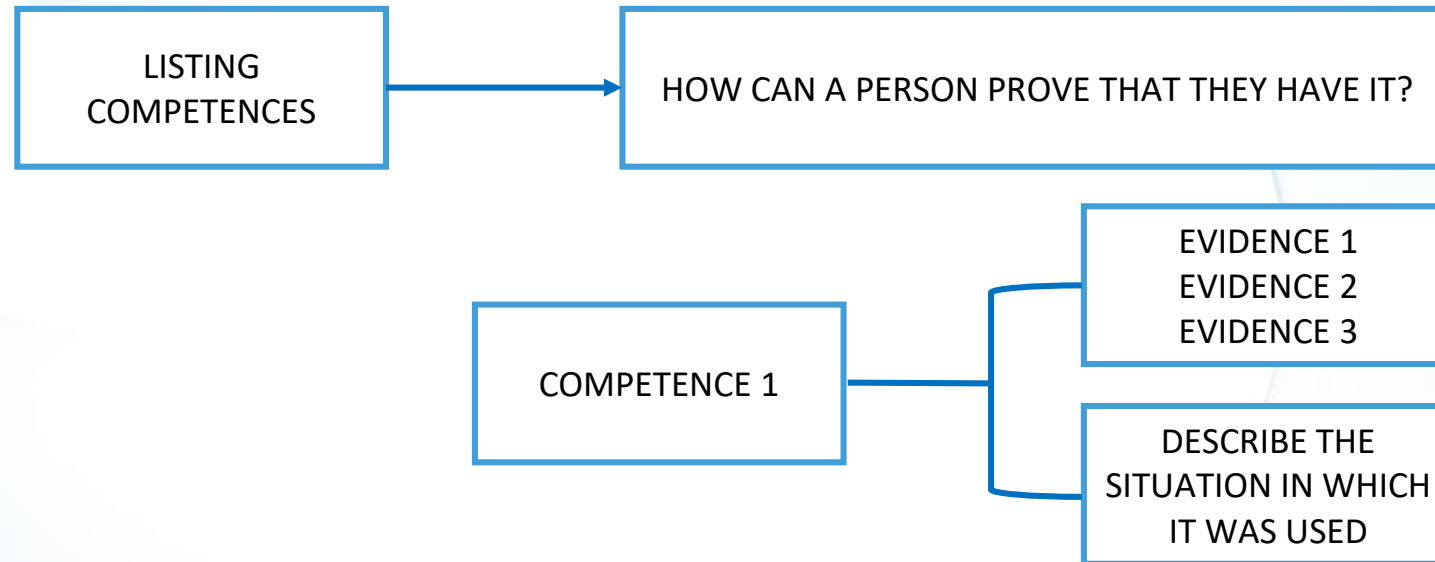 LISTING
COMPETENCES
HOW CAN A PERSON PROVE THAT THEY HAVE IT?
COMPETENCE 1
EVIDENCE 1
EVIDENCE 2
EVIDENCE 3
DESCRIBE THE
SITUATION IN WHICH
IT WAS USED